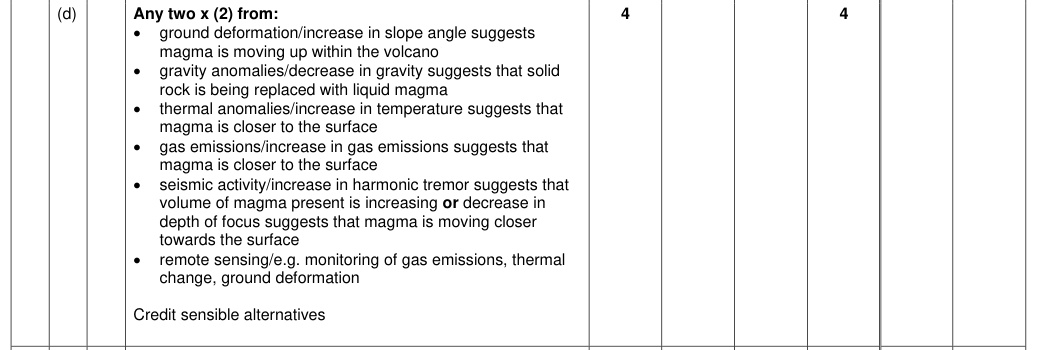 (d) Any two x (2) from: 4 4
• ground deformation/increase in slope angle suggests
magma is moving up within the volcano
• gravity anomalies/decrease in gravity suggests that solid
rock is being replaced with liquid magma
• thermal anomalies/increase in temperature suggests that
magma is closer to the surface
• gas emissions/increase in gas emissions suggests that
magma is closer to the surface
• seismic activity/increase in harmonic tremor suggests that
volume of magma present is increasing or decrease in
depth of focus suggests that magma is moving closer
towards the surface
• remote sensing/e.g. monitoring of gas emissions, thermal
change, ground deformation
Credit sensible alternatives